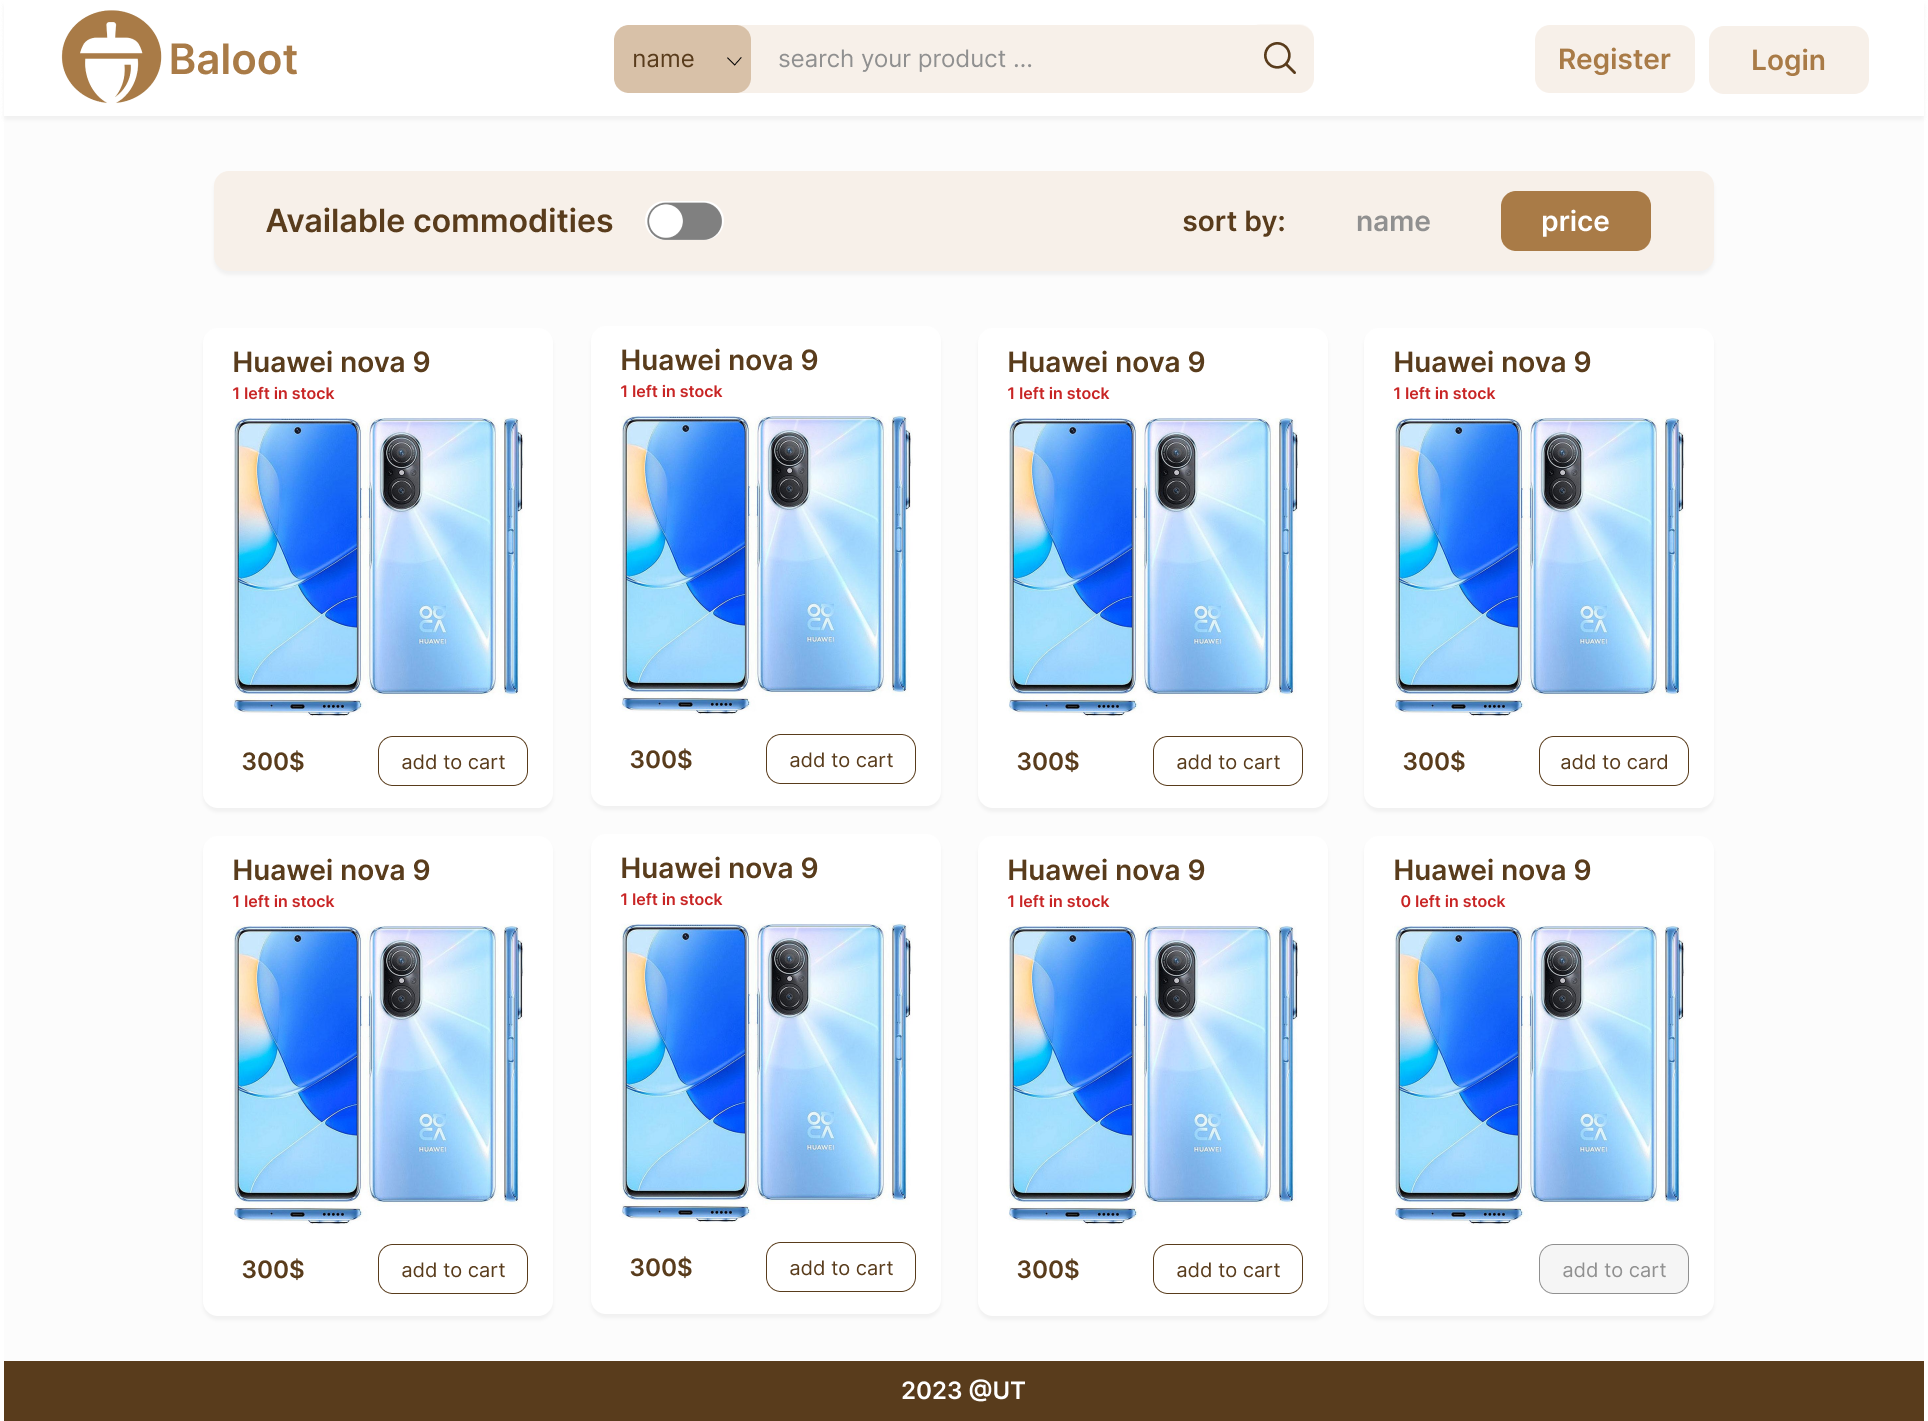 Baloot
name
search your product ...
Register
Login
Available commodities
sort by:
name
price
Huawei nova 9
1 left in stock
HUAWEI
300$
add to cart
Huawei nova 9
1 left in stock
HUAWEI
300$
add to cart
Huawei nova 9
1 left in stock
HUAWEI
300$
add to cart
Huawei nova 9
1 left in stock
HUAWEI
300$
add to card
Huawei nova 9
1 left in stock
HUAWEI
300$
add to cart
Huawei nova 9
1 left in stock
HUAWEI
300$
add to cart
Huawei nova 9
1 left in stock
HUAWEI
300$
add to cart
Huawei nova 9
0 left in stock
HUAWEI
add to cart
2023 @UT